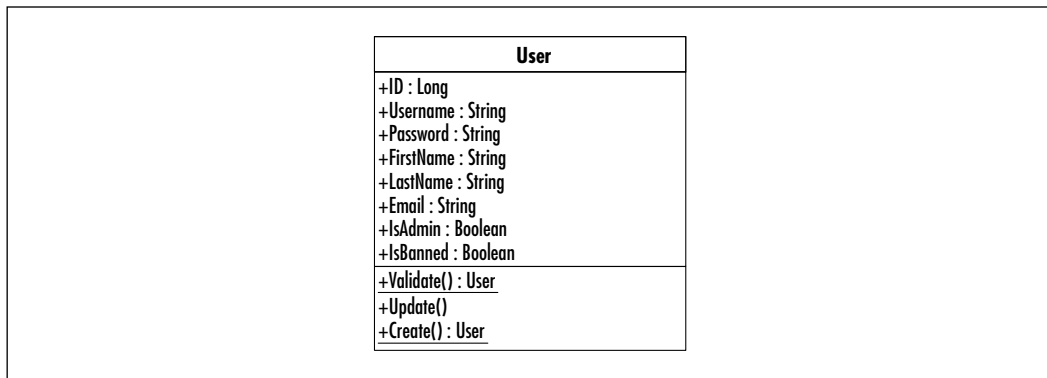 User
+ID : Long
+Username : String
+Password : String
+FirstName : String
+LastName : String
+Email : String
+IsAdmin : Boolean
+IsBanned : Boolean
+Validate() : User
+Update()
+Create() : User